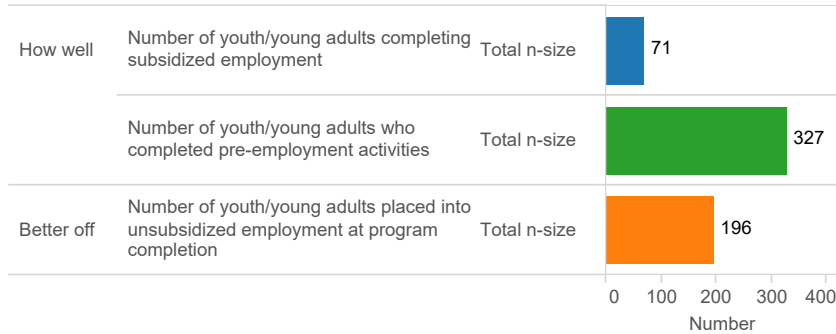 How well
Number of youth/young adults completing
subsidized employment
Total n-size
71
Number of youth/young adults who
completed pre-employment activities
Total n-size
327
Better off
Number of youth/young adults placed into
unsubsidized employment at program
completion
Total n-size
196
0 100 200 300 400
Number